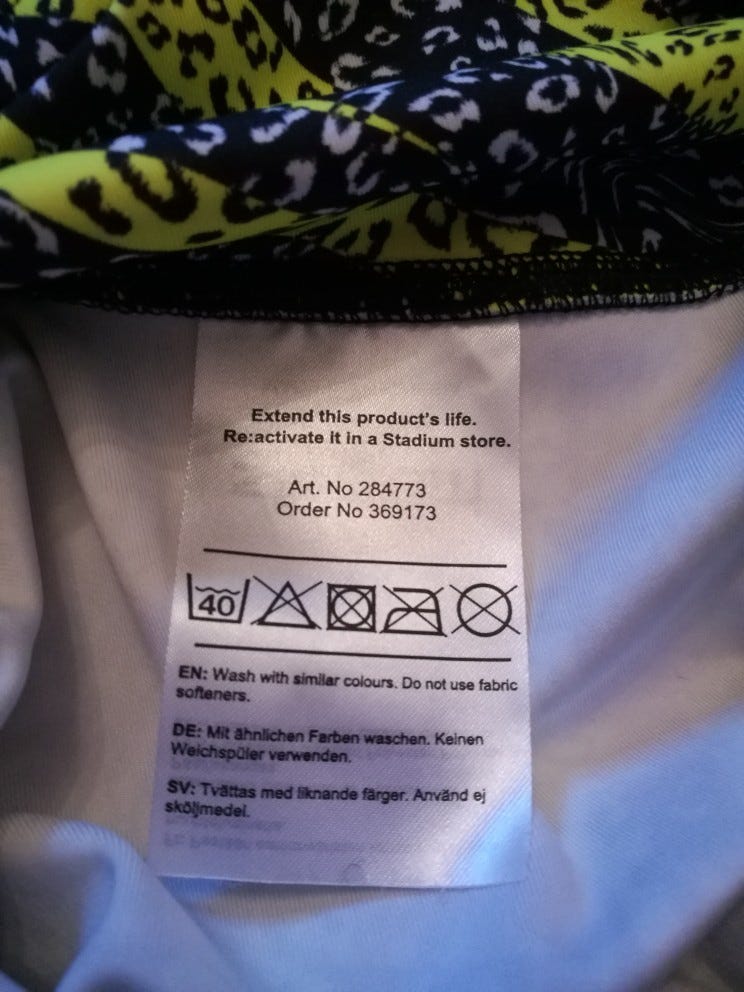 Extend this product's life.
Re:activate it in a Stadium store.
Art. No 284773
Order No 369173
40
EN: Wash with similar colours. Do not use fabric
softeners.
DE: Mit ähnlichen Farben waschen. Keinen
Weichspüler verwenden.
SV: Tvättas med liknande färger. Använd ej
sköljmedel.